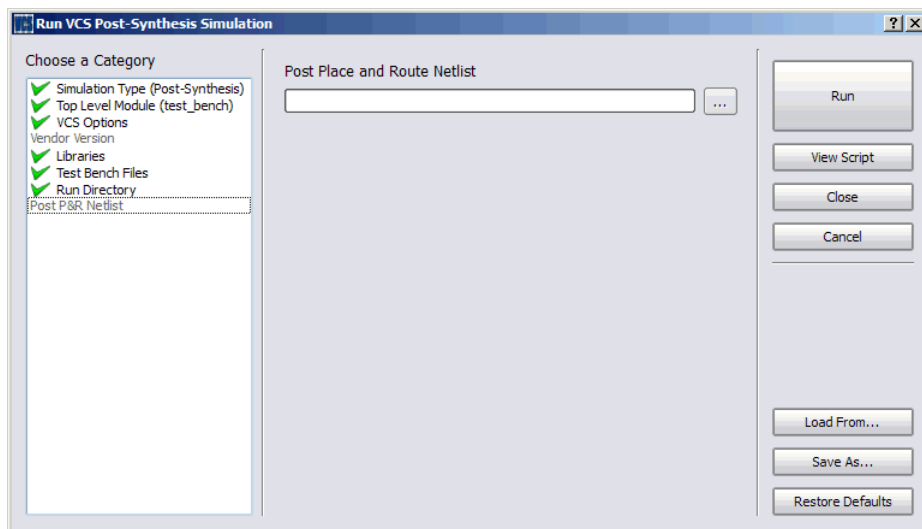 Run VCS Post-Synthesis Simulation
Choose a Category
Simulation Type (Post-Synthesis)
Top Level Module (test_bench)
VCS Options
Vendor Version
Libraries
Test Bench Files
Run Directory
Post P&R Netlist
Post Place and Route Netlist
...
Run
View Script
Close
Cancel
Load From...
Save As...
Restore Defaults